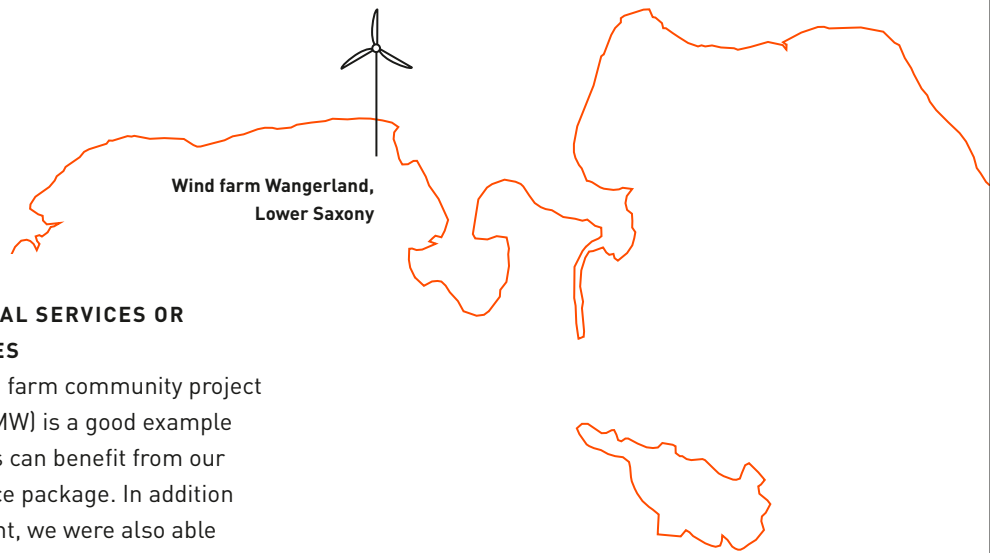 Wind farm Wangerland,
Lower Saxony
AL SERVICES OR
ES
farm community project
MW) is a good example
s can benefit from our
ce package. In addition
nt, we were also able